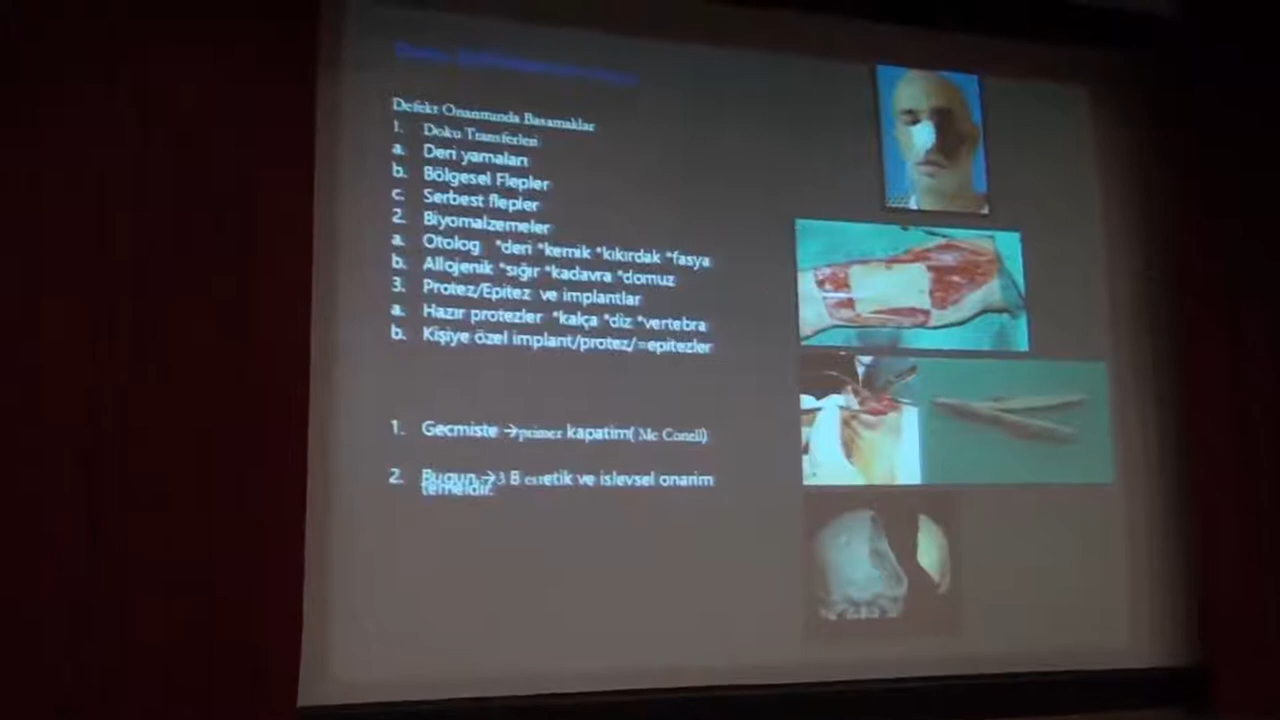 Defekt Onarımında Basamaklar
1. Doku Transferleri
a. Deri yamaları
b. Bölgesel Flepler
c. Serbest flepler
2. Biyomalzemeler
a. Otolog *deri *kemik *kıkırdak *fasya
b. Allojenik *sığır *kadavra *domuz
3. Protez/Epitez ve implantlar
a. Hazır protezler *kalça *diz *vertebra
b. Kişiye özel implant/protez/=epitezler
1. Gecmiste →primer kapatim( Mc Conell)
2. Bugun →3 B estetik ve islevsel onarim
temeldir.